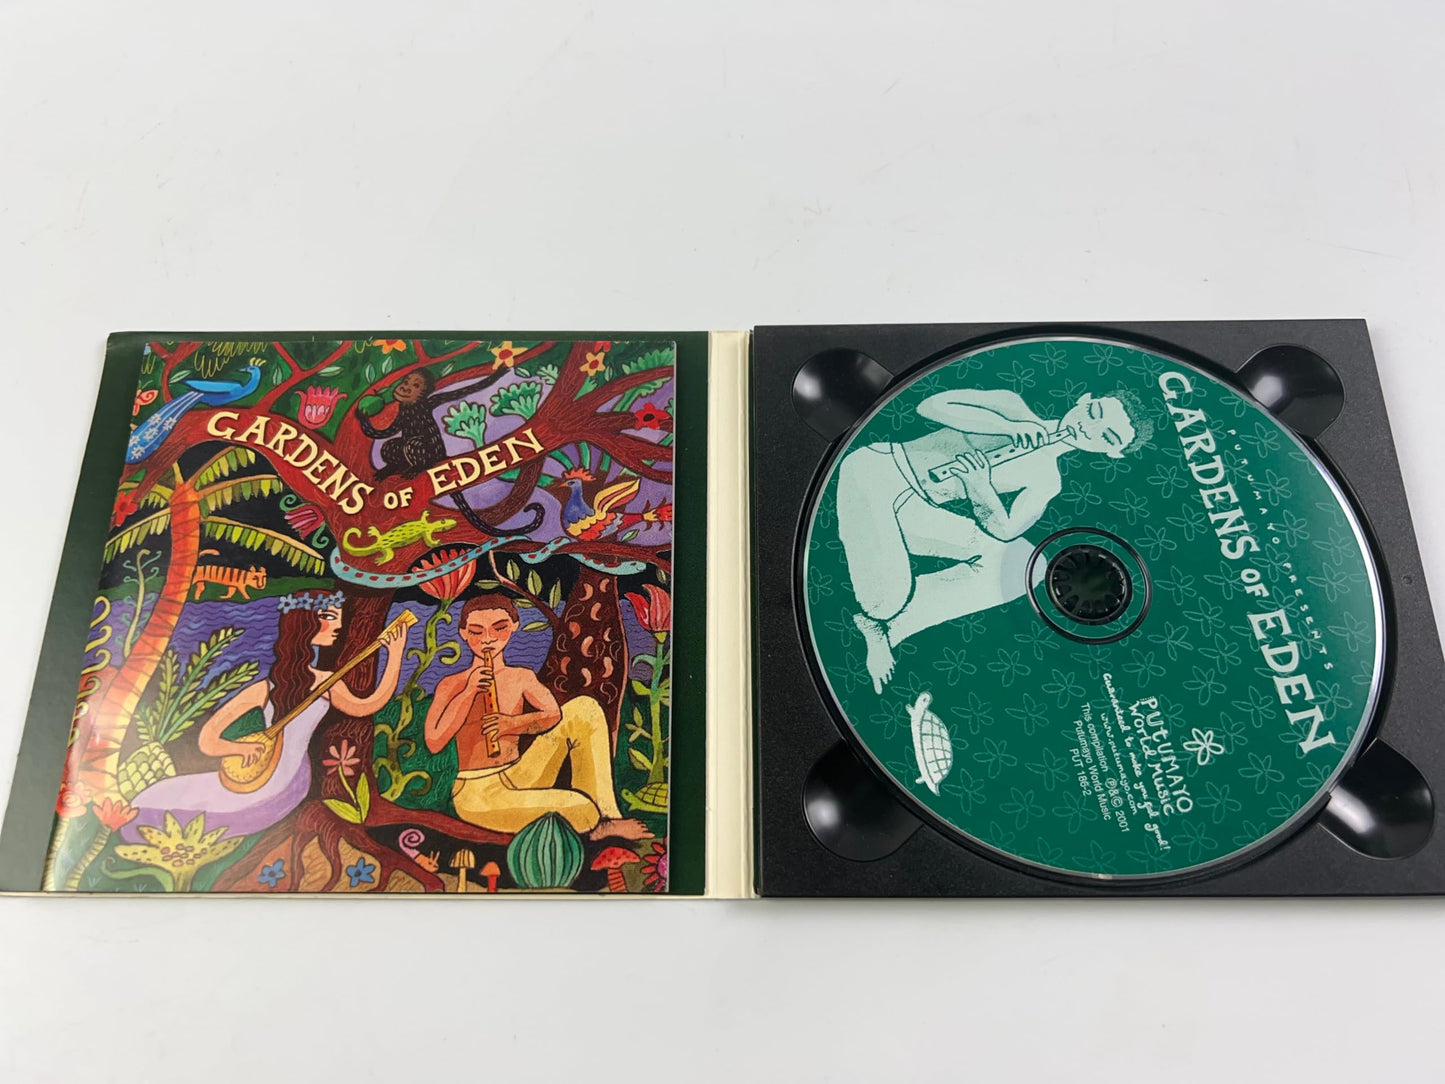 GARDENS OF EDEN
PUTUMAYO PRESENTS
GARDENS OF EDEN
PUTUMAYO
World Music
Guaranteed to make you feel good!
www.putumayo.com
This compilation ℗&© 2001
Putumayo World Music
PUT 186-2